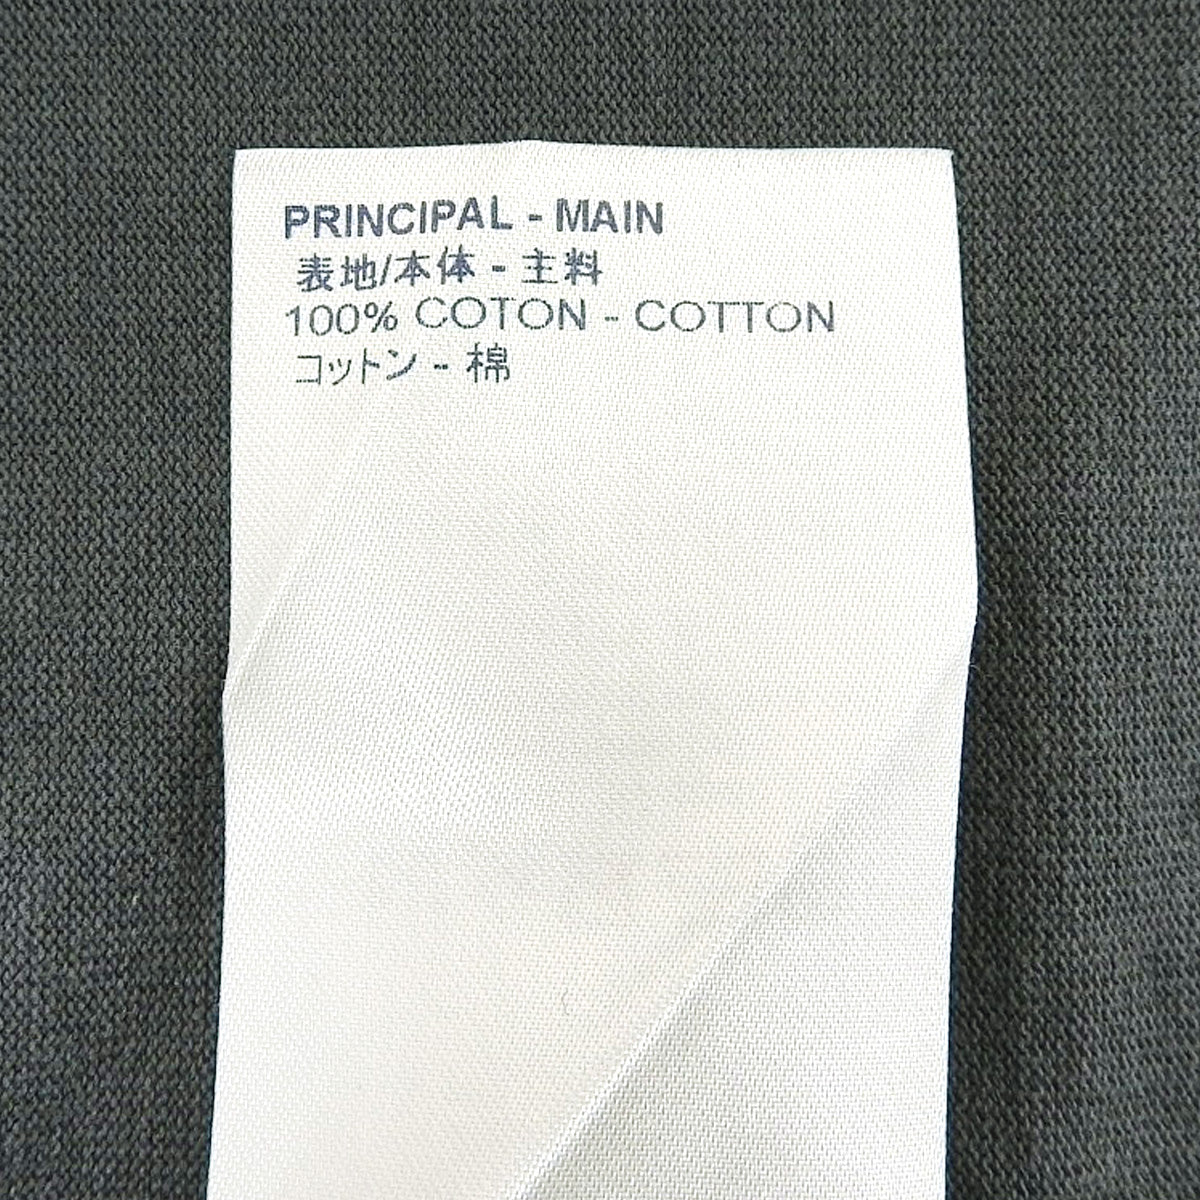 PRINCIPAL - MAIN
表地/本体 - 主料
100% COTON - COTTON
コットン - 棉